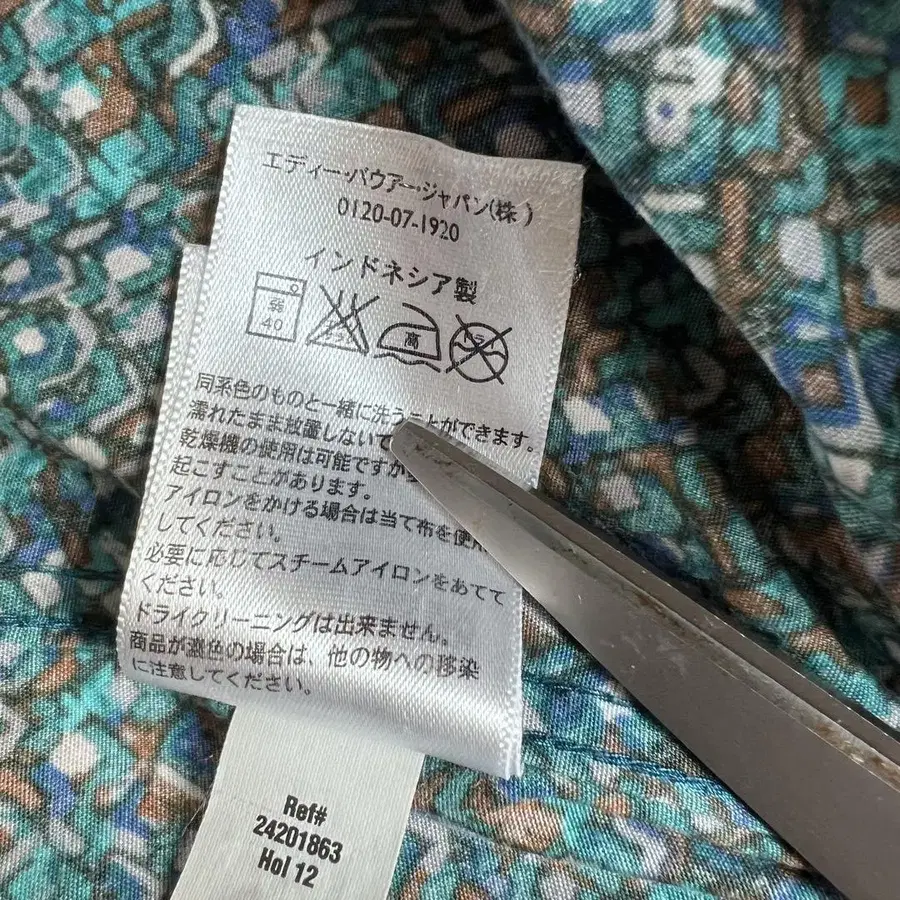 エディー・バウアー・ジャパン(株)
0120-07-1920
インドネシア製
弱
40
高
ドライ
同系色のものと一緒に洗うことができます。
濡れたまま放置しないで
乾燥機の使用は可能ですが
起こすことがあります。
アイロンをかける場合は当て布を使用
してください。
必要に応じてスチームアイロンをあてて
ください。
ドライクリーニングは出来ません。
商品が濃色の場合は、他の物への移染
に注意してください。
Ref#
24201863
Hol 12